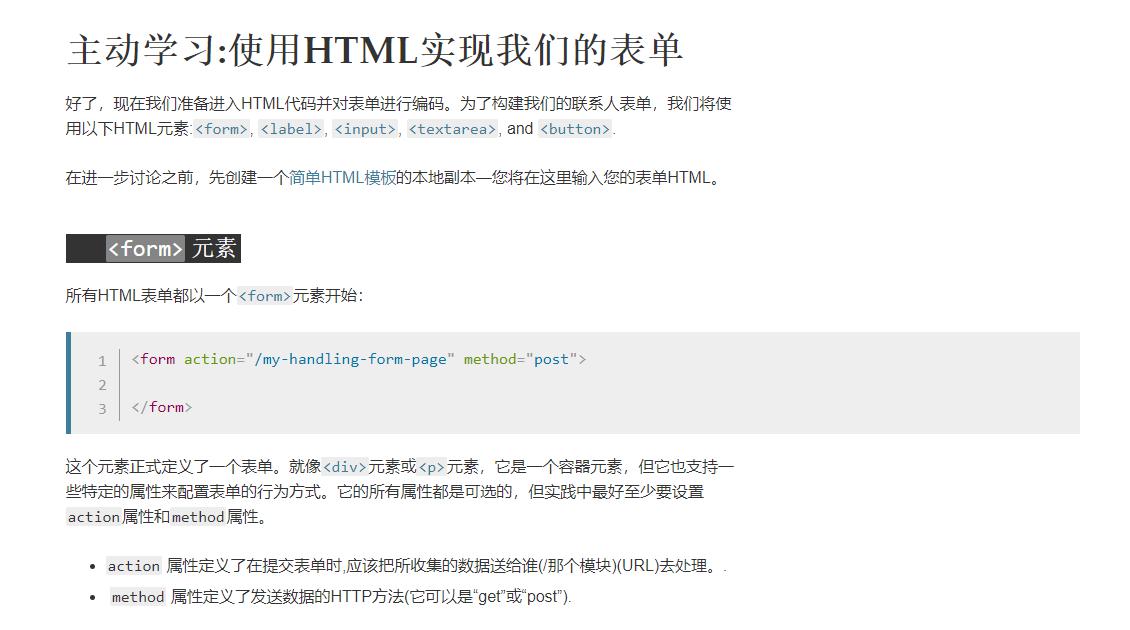 主动学习:使用HTML实现我们的表单
好了，现在我们准备进入HTML代码并对表单进行编码。为了构建我们的联系人表单，我们将使
用以下HTML元素:<form>, <label>, <input>, <textarea>, and <button>.
在进一步讨论之前，先创建一个简单HTML模板的本地副本—您将在这里输入您的表单HTML。
<form> 元素
所有HTML表单都以一个<form>元素开始：
1 <form action="/my-handling-form-page" method="post">
2
3 </form>
这个元素正式定义了一个表单。就像<div>元素或<p>元素，它是一个容器元素，但它也支持一
些特定的属性来配置表单的行为方式。它的所有属性都是可选的，但实践中最好至少要设置
action属性和method属性。
• action 属性定义了在提交表单时,应该把所收集的数据送给谁(/那个模块)(URL)去处理。.
• method 属性定义了发送数据的HTTP方法(它可以是“get”或“post”).